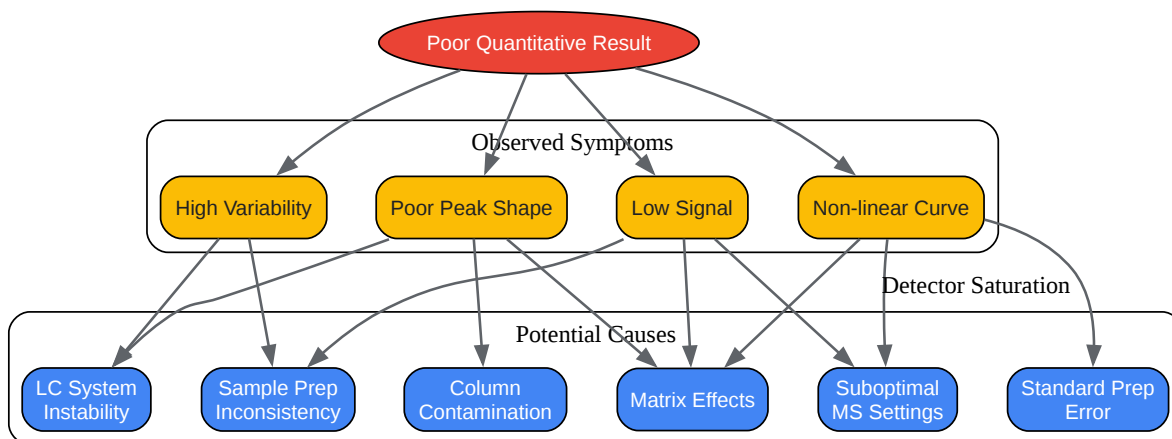 Poor Quantitative Result
Observed Symptoms
High Variability
Poor Peak Shape
Low Signal
Non-linear Curve
Detector Saturation
Potential Causes
LC System
Instability
Sample Prep
Inconsistency
Column
Contamination
Matrix Effects
Suboptimal
MS Settings
Standard Prep
Error